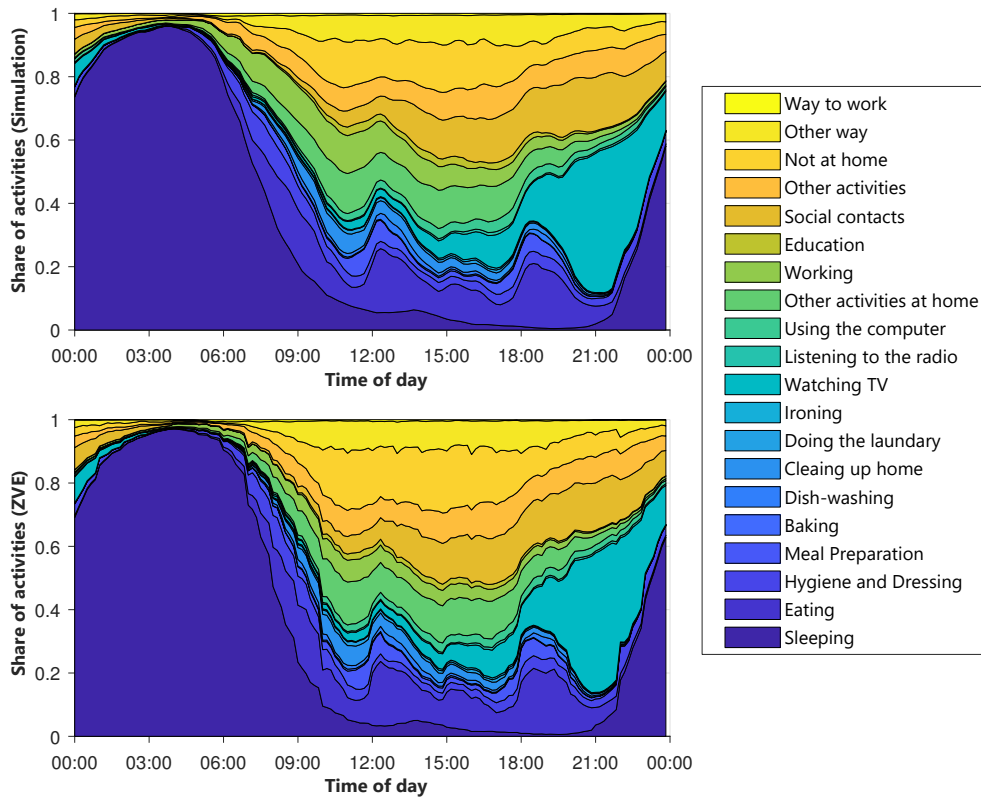 1
0.8
0.6
0.4
0.2
0
Share of activities (Simulation)
00:00 03:00 06:00 09:00 12:00 15:00 18:00 21:00 00:00
Time of day
1
0.8
0.6
0.4
0.2
0
Share of activities (ZVE)
00:00 03:00 06:00 09:00 12:00 15:00 18:00 21:00 00:00
Time of day
Way to work
Other way
Not at home
Other activities
Social contacts
Education
Working
Other activities at home
Using the computer
Listening to the radio
Watching TV
Ironing
Doing the laundary
Cleaing up home
Dish-washing
Baking
Meal Preparation
Hygiene and Dressing
Eating
Sleeping